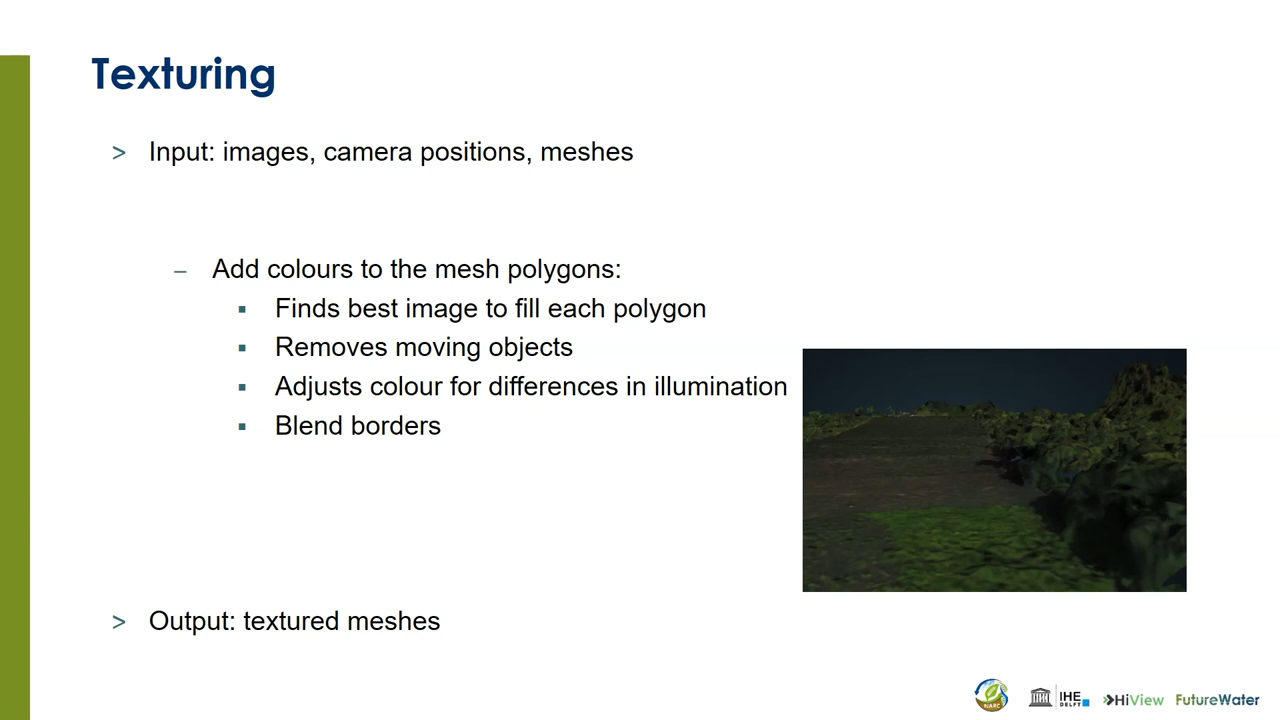 Texturing
> Input: images, camera positions, meshes
– Add colours to the mesh polygons:
▪ Finds best image to fill each polygon
▪ Removes moving objects
▪ Adjusts colour for differences in illumination
▪ Blend borders
> Output: textured meshes
NARC
IHE
DELFT
HiView
FutureWater